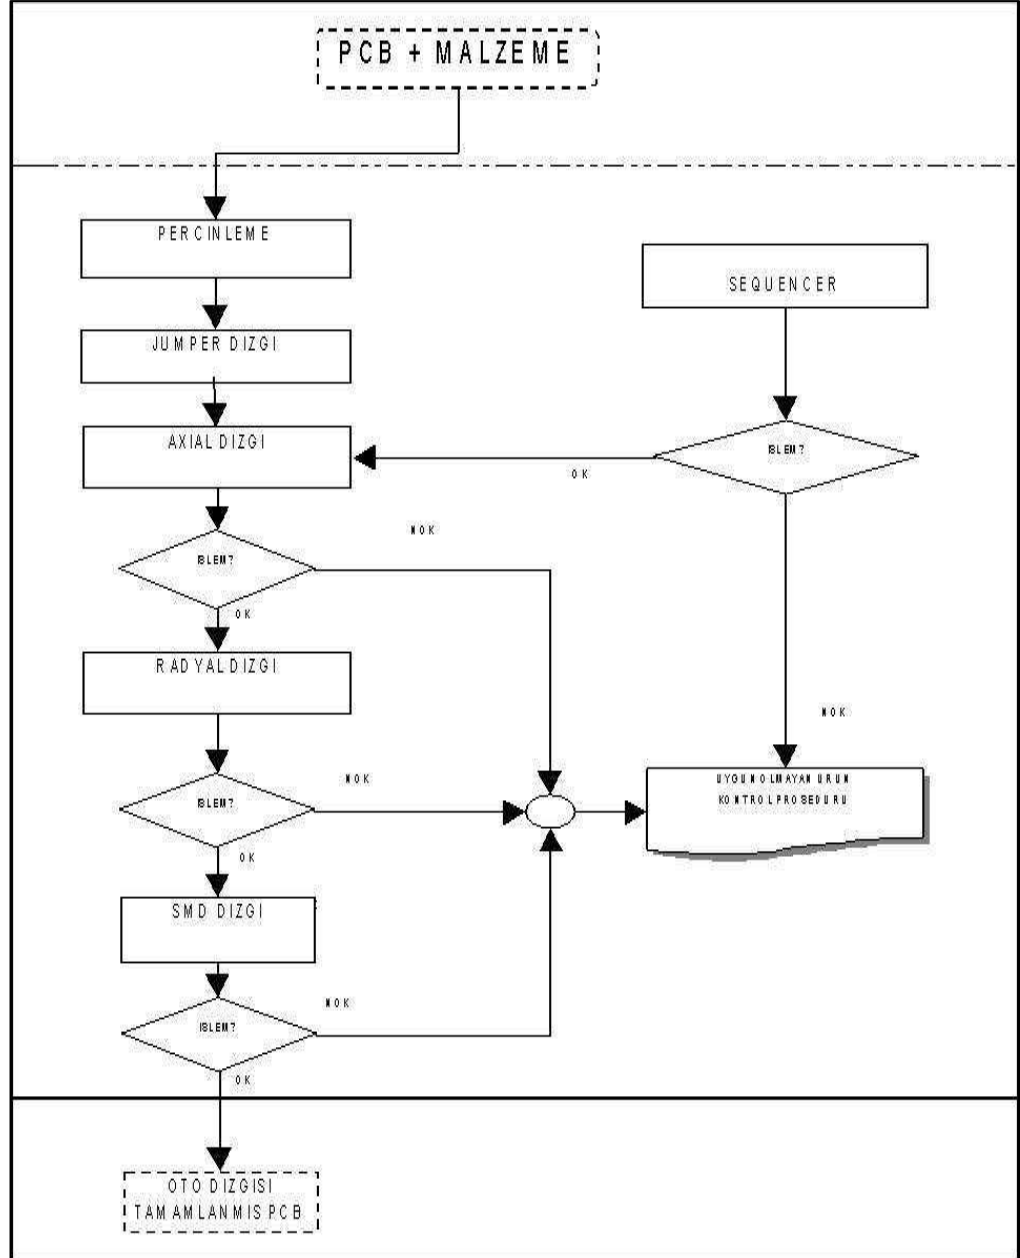 PCB + MALZEME
PERCINLEME
SEQUENCER
JUMPER DIZGI
AXIAL DIZGI
ISLEM?
OK
NOK
ISLEM?
OK
RADYAL DIZGI
NOK
UYGUN OLMAYAN URUN
KONTROL PROSEDURU
NOK
ISLEM?
OK
SMD DIZGI
NOK
ISLEM?
OK
OTO DIZGISI
TAMAMLANMIS PCB